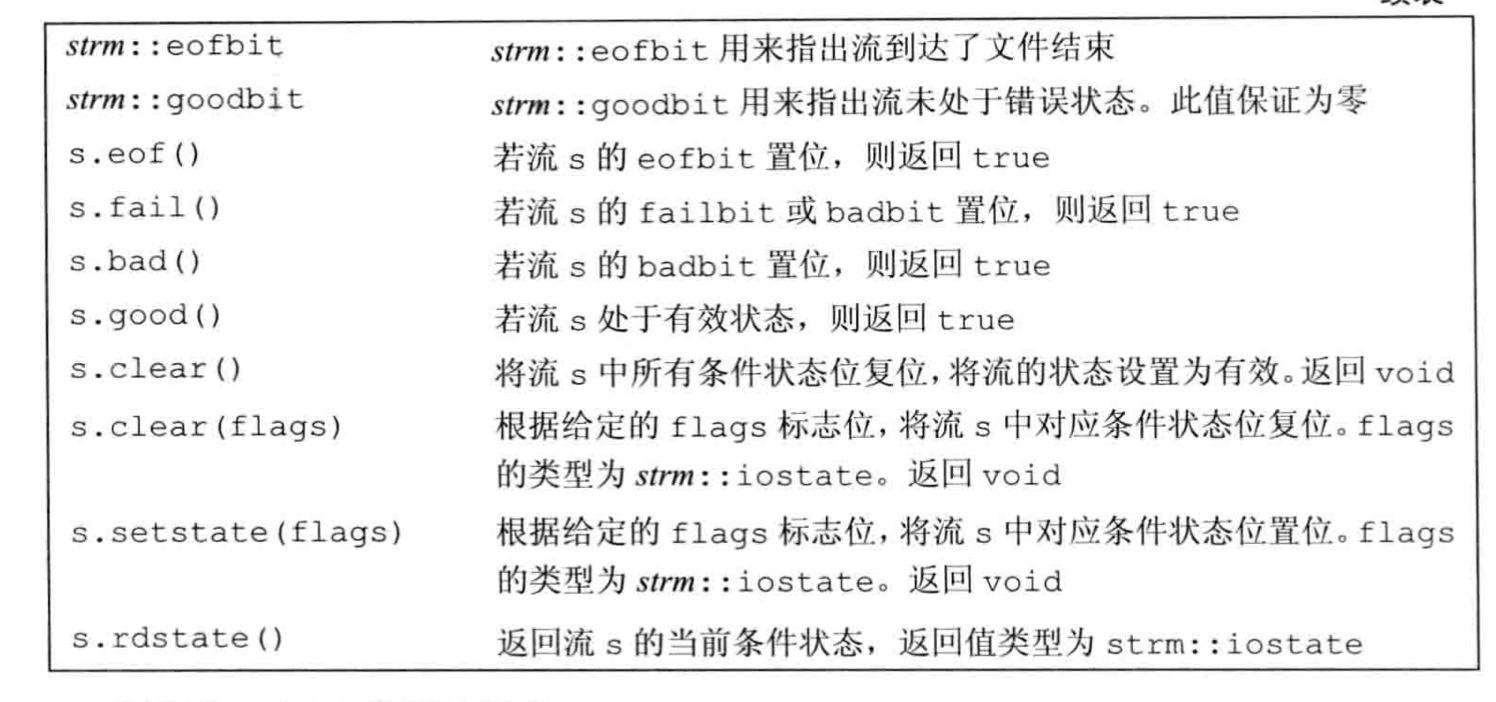 strm::eofbit strm::eofbit 用来指出流到达了文件结束
strm::goodbit strm::goodbit 用来指出流未处于错误状态。此值保证为零
s.eof() 若流 s 的 eofbit 置位，则返回 true
s.fail() 若流 s 的 failbit 或 badbit 置位，则返回 true
s.bad() 若流 s 的 badbit 置位，则返回 true
s.good() 若流 s 处于有效状态，则返回 true
s.clear() 将流 s 中所有条件状态位复位，将流的状态设置为有效。返回 void
s.clear(flags) 根据给定的 flags 标志位，将流 s 中对应条件状态位复位。flags
的类型为 strm::iostate。返回 void
s.setstate(flags) 根据给定的 flags 标志位，将流 s 中对应条件状态位置位。flags
的类型为 strm::iostate。返回 void
s.rdstate() 返回流 s 的当前条件状态，返回值类型为 strm::iostate